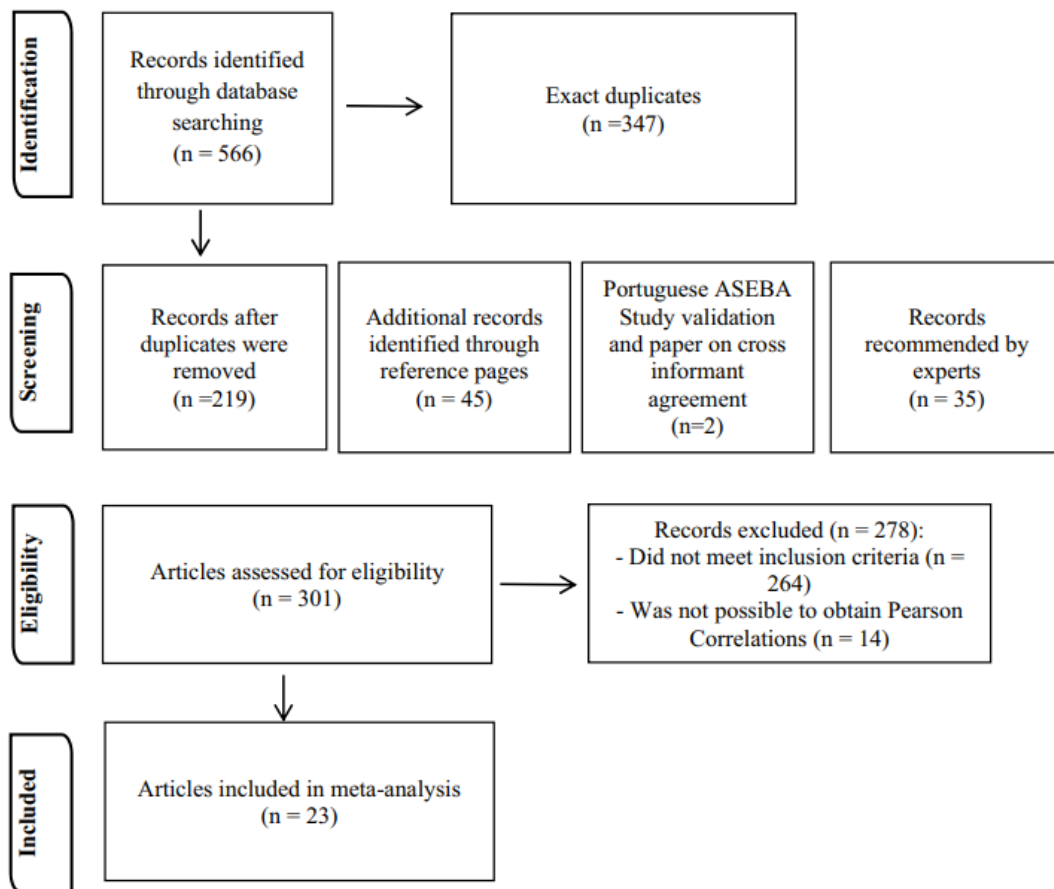 Identification
Records identified
through database
searching
(n = 566)
Exact duplicates
(n =347)
Screening
Records after
duplicates were
removed
(n =219)
Additional records
identified through
reference pages
(n = 45)
Portuguese ASEBA
Study validation
and paper on cross
informant
agreement
(n=2)
Records
recommended by
experts
(n = 35)
Eligibility
Articles assessed for eligibility
(n = 301)
Records excluded (n = 278):
- Did not meet inclusion criteria (n =
264)
- Was not possible to obtain Pearson
Correlations (n = 14)
Included
Articles included in meta-analysis
(n = 23)